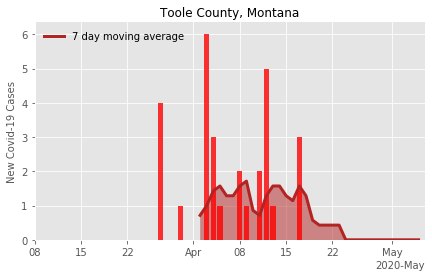 Toole County, Montana
7 day moving average
New Covid-19 Cases
6
5
4
3
2
1
0
08 15 22 Apr 08 15 22 May
2020-May